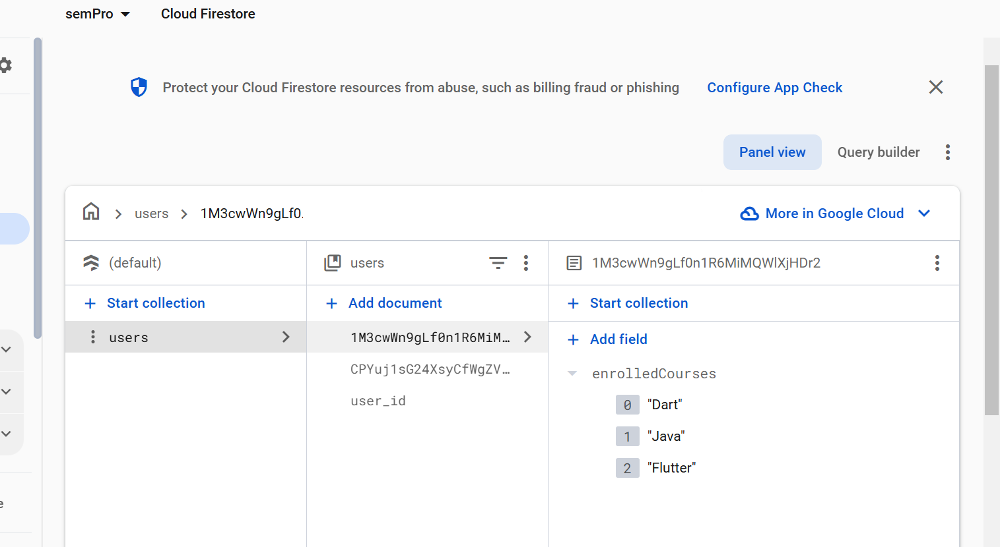 semPro
Cloud Firestore
Protect your Cloud Firestore resources from abuse, such as billing fraud or phishing
Configure App Check
Panel view
Query builder
users
1M3cwWn9gLf0.
More in Google Cloud
(default)
users
1M3cwWn9gLf0n1R6MiMQWlXjHDr2
+ Start collection
+ Add document
+ Start collection
users
1M3cwWn9gLf0n1R6MiM…
+ Add field
CPYuj1sG24XsyCfWgZV…
enrolledCourses
user_id
0 "Dart"
1 "Java"
2 "Flutter"
e